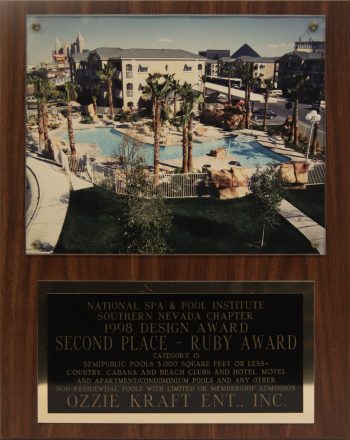 NATIONAL SPA & POOL INSTITUTE
SOUTHERN NEVADA CHAPTER
1998 DESIGN AWARD
SECOND PLACE - RUBY AWARD
CATEGORY 15
SEMIPUBLIC POOLS 3,000 SQUARE FEET OR LESS-
COUNTRY, CABANA AND BEACH CLUBS AND HOTEL, MOTEL
AND APARTMENT/CONDOMINIUM POOLS AND ANY OTHER
NON-RESIDENTIAL POOLS WITH LIMITED OR MEMBERSHIP ADMISSION
OZZIE KRAFT ENT., INC.